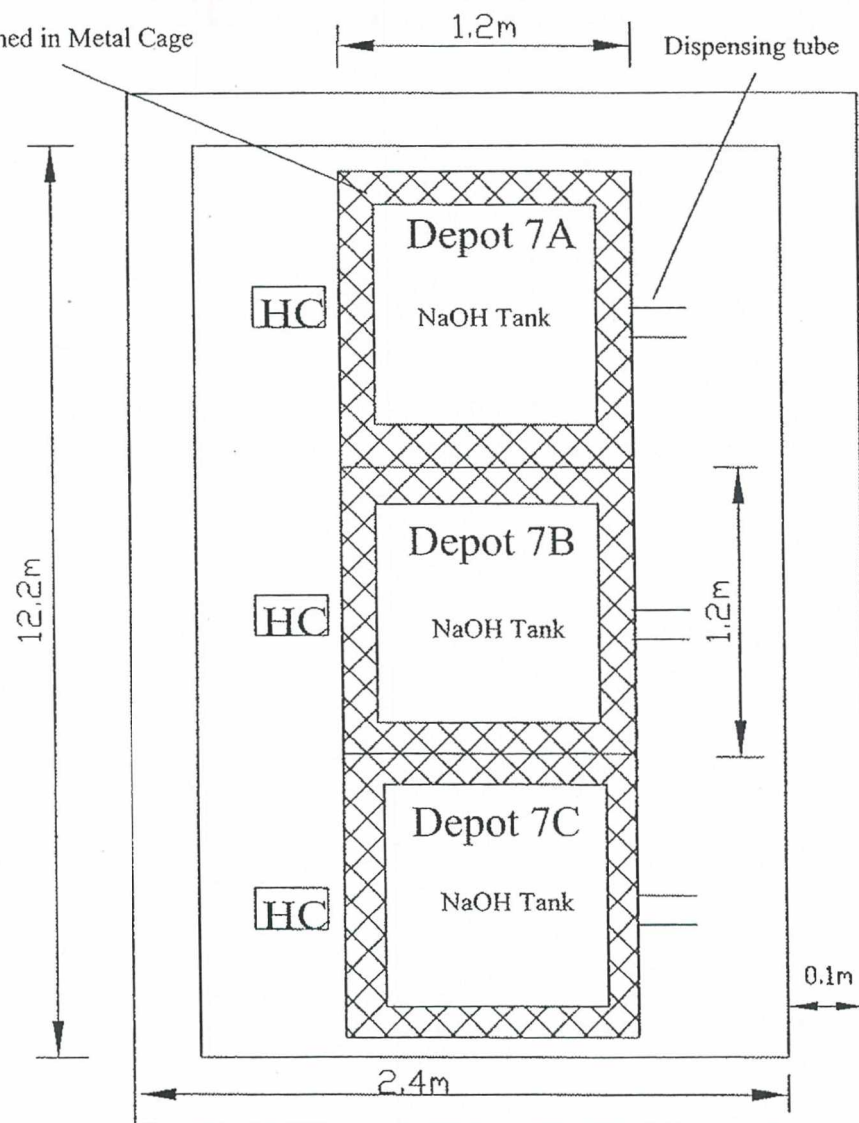 1.2m
ned in Metal Cage
Dispensing tube
Depot 7A
NaOH Tank
HC
12.2m
Depot 7B
NaOH Tank
HC
1.2m
Depot 7C
NaOH Tank
HC
0.1m
2.4m